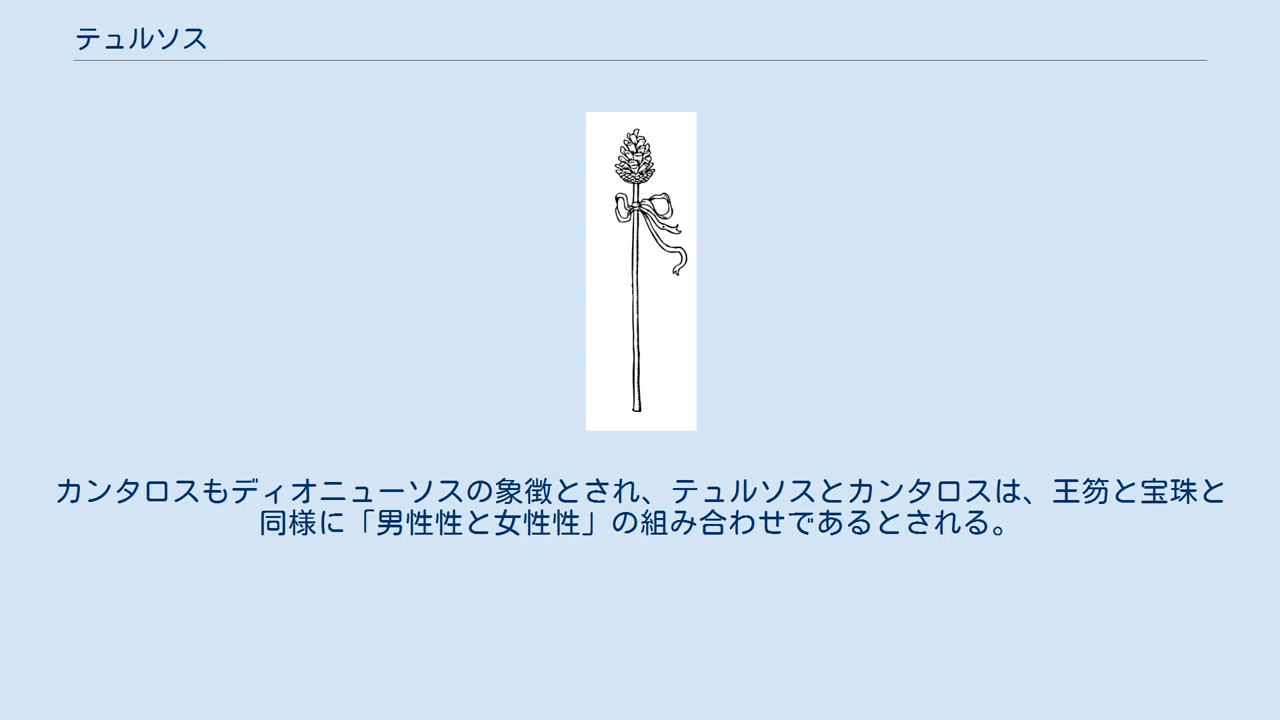 テュルソス
カンタロスもディオニューソスの象徴とされ、テュルソスとカンタロスは、王笏と宝珠と
同様に「男性性と女性性」の組み合わせであるとされる。